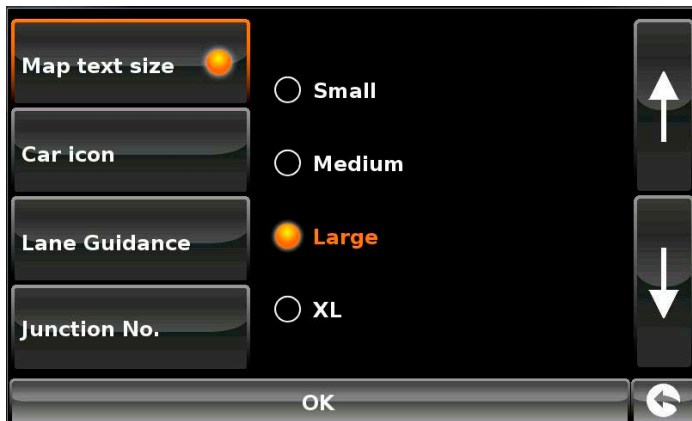 Map text size
Car icon
Lane Guidance
Junction No.
Small
Medium
Large
XL
OK